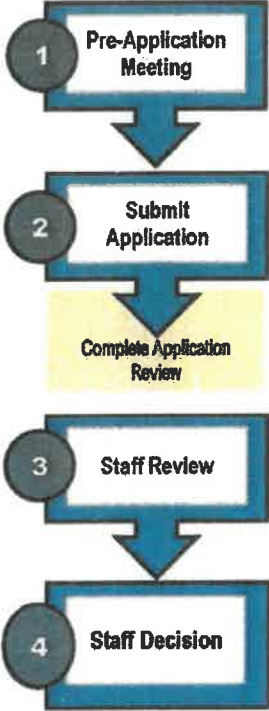 1
Pre-Application
Meeting
2
Submit
Application
Complete Application
Review
3
Staff Review
4
Staff Decision